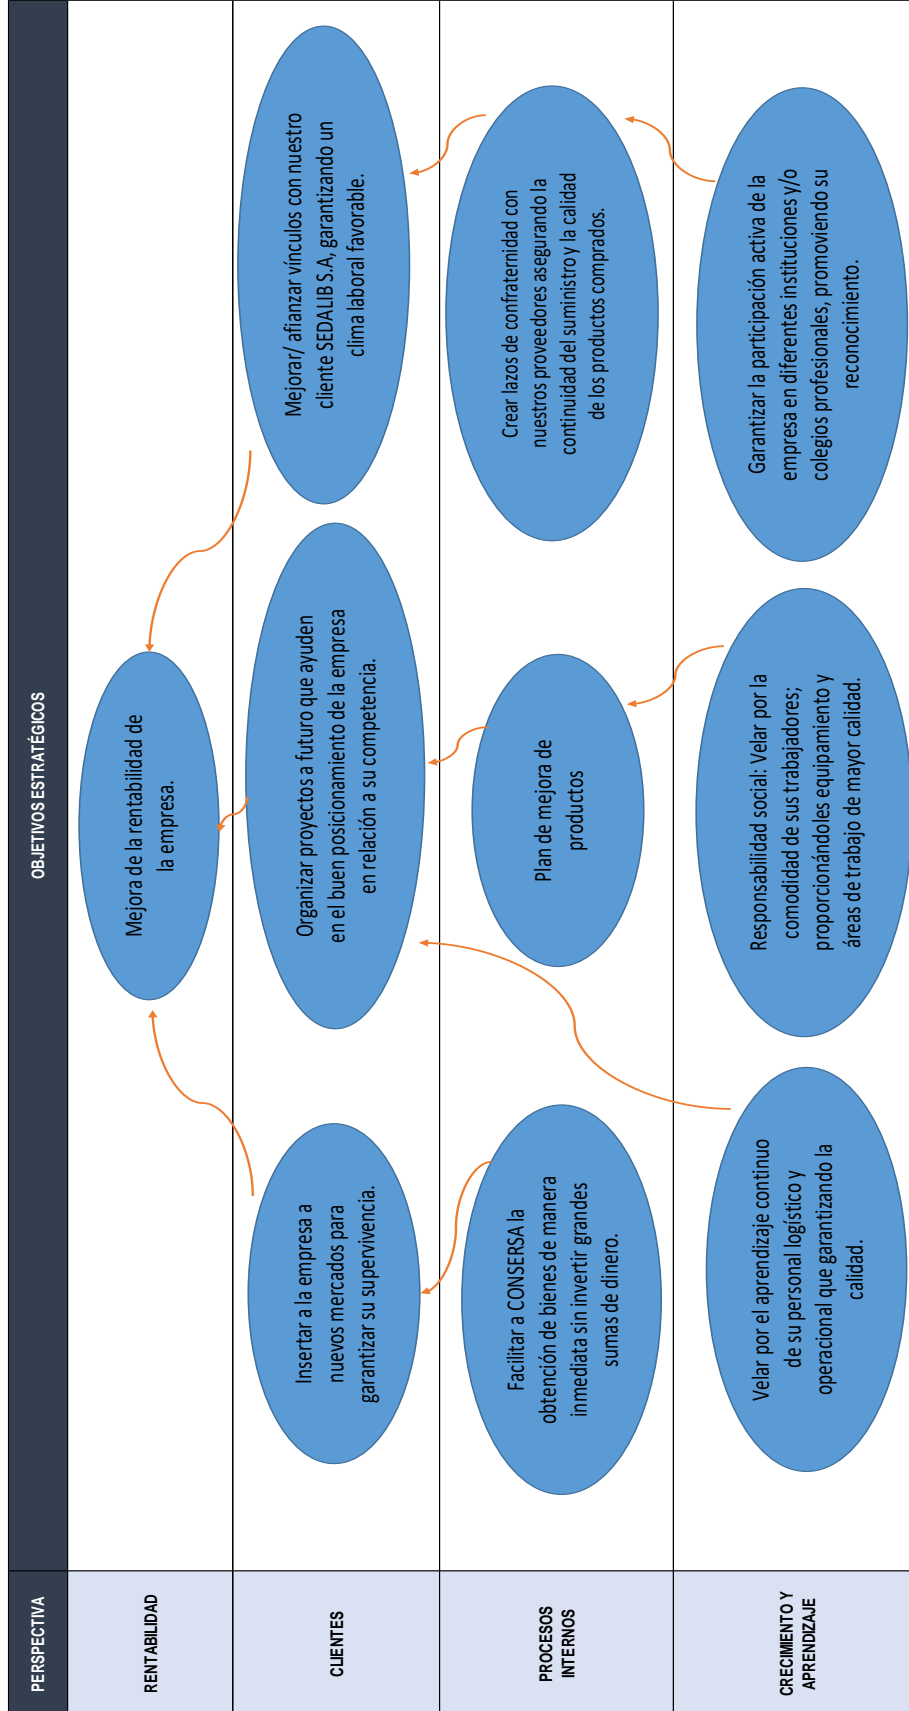 PERSPECTIVA
OBJETIVOS ESTRATÉGICOS
RENTABILIDAD
Mejora de la rentabilidad de
la empresa.
CLIENTES
Insertar a la empresa a
nuevos mercados para
garantizar su supervivencia.
Organizar proyectos a futuro que ayuden
en el buen posicionamiento de la empresa
en relación a su competencia.
Mejorar/ afianzar vínculos con nuestro
cliente SEDALIB S.A, garantizando un
clima laboral favorable.
PROCESOS
INTERNOS
Facilitar a CONSERSA la
obtención de bienes de manera
inmediata sin invertir grandes
sumas de dinero.
Plan de mejora de
productos
Crear lazos de confraternidad con
nuestros proveedores asegurando la
continuidad del suministro y la calidad
de los productos comprados.
CRECIMIENTO Y
APRENDIZAJE
Velar por el aprendizaje continuo
de su personal logístico y
operacional que garantizando la
calidad.
Responsabilidad social: Velar por la
comodidad de sus trabajadores;
proporcionándoles equipamiento y
áreas de trabajo de mayor calidad.
Garantizar la participación activa de la
empresa en diferentes instituciones y/o
colegios profesionales, promoviendo su
reconocimiento.